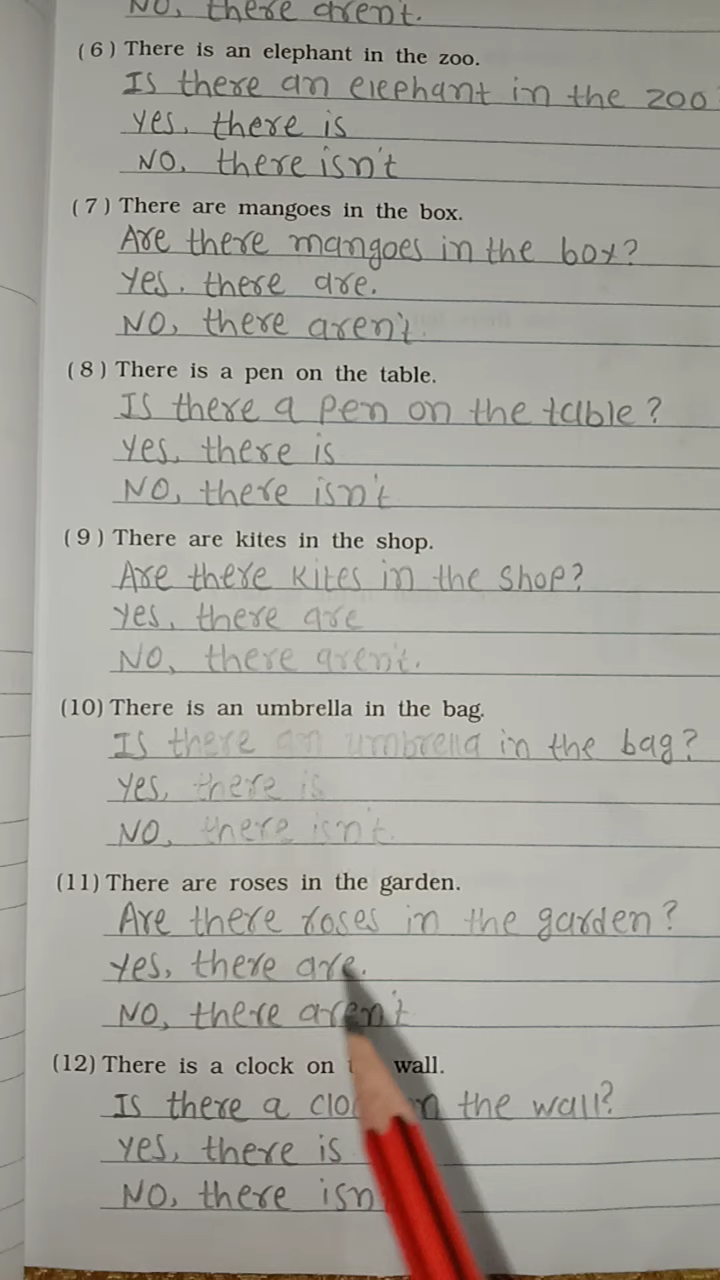 NO, there arent.
(6) There is an elephant in the zoo.
Is there an elephant in the zoo
Yes, there is
NO, there isn't
(7) There are mangoes in the box.
Are there mangoes in the box?
Yes, there are.
NO, there aren't.
(8) There is a pen on the table.
Is there a pen on the table?
Yes, there is
NO, there isn't
(9) There are kites in the shop.
Are there kites in the shop?
Yes, there are
NO, there aren't.
(10) There is an umbrella in the bag.
Is there an umbrella in the bag?
Yes, there is
NO, there isn't.
(11) There are roses in the garden.
Are there roses in the garden?
Yes, there are.
NO, there aren't
(12) There is a clock on wall.
Is there a the wall?
Yes, there is
NO, there